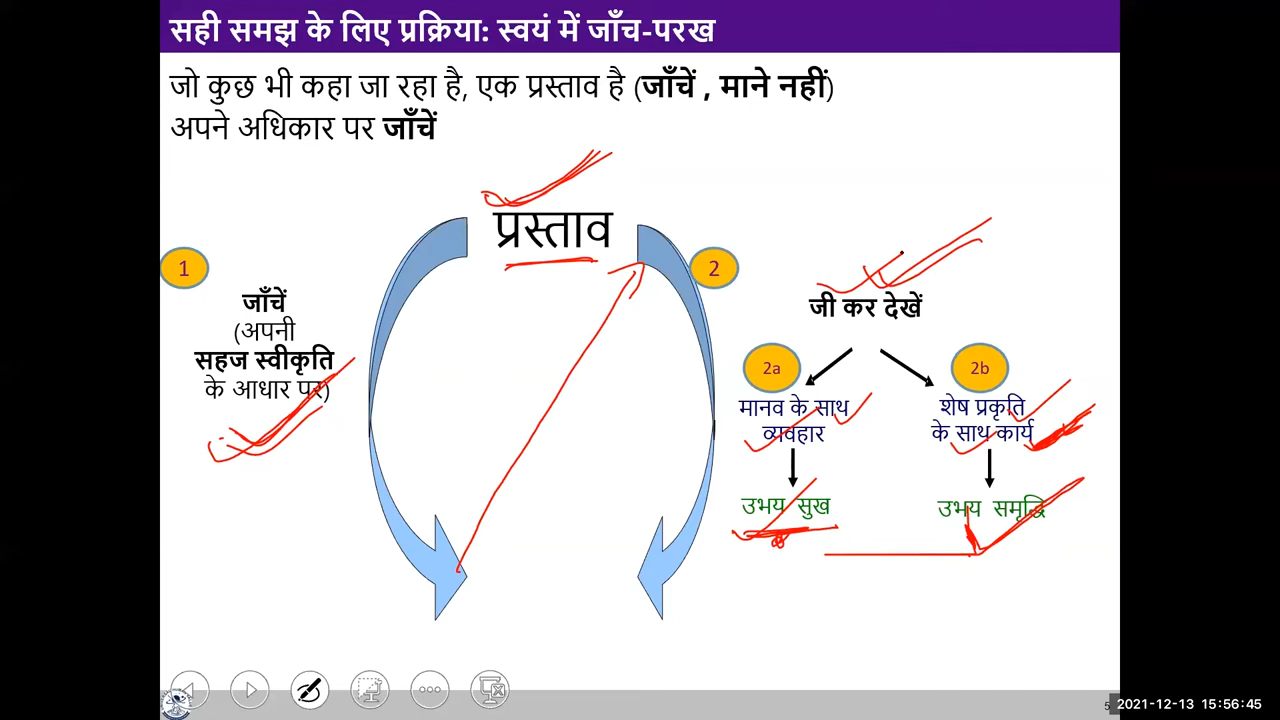 सही समझ के लिए प्रक्रिया: स्वयं में जाँच-परख
जो कुछ भी कहा जा रहा है, एक प्रस्ताव है (जाँचें , माने नहीं)
अपने अधिकार पर जाँचें
प्रस्ताव
1
जाँचें
(अपनी
सहज स्वीकृति
के आधार पर)
2
जी कर देखें
2a
मानव के साथ
व्यवहार
उभय सुख
2b
शेष प्रकृति
के साथ कार्य
उभय समृद्धि
5
2021-12-13 15:56:45